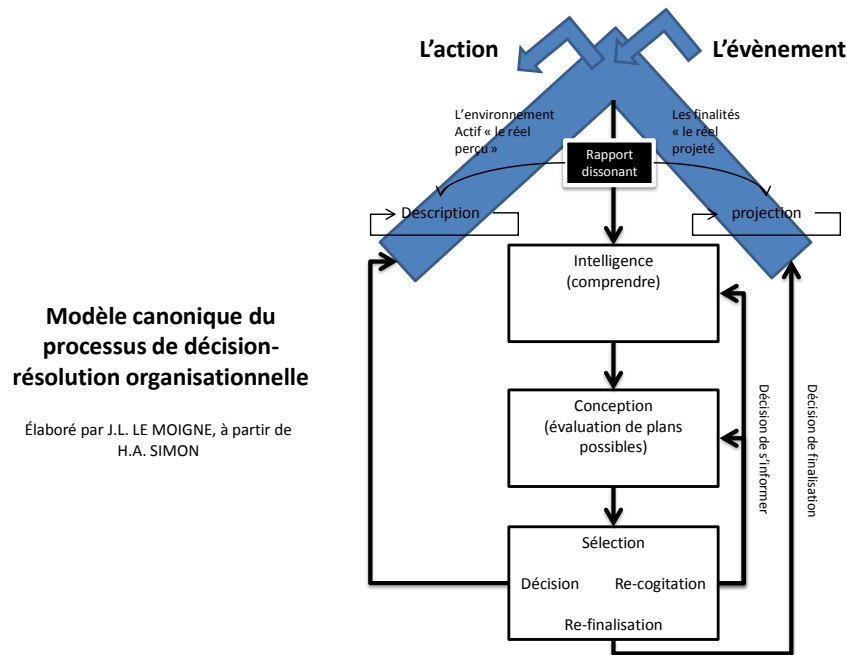 L'action
L'évènement
L'environnement
Actif « le réel
perçu »
Les finalités
« le réel
projeté
Rapport
dissonant
Description
projection
Intelligence
(comprendre)
Modèle canonique du
processus de décision-
résolution organisationnelle
Élaboré par J.L. LE MOIGNE, à partir de
H.A. SIMON
Conception
(évaluation de plans
possibles)
Décision de s'informer
Décision de finalisation
Sélection
Décision
Re-cogitation
Re-finalisation